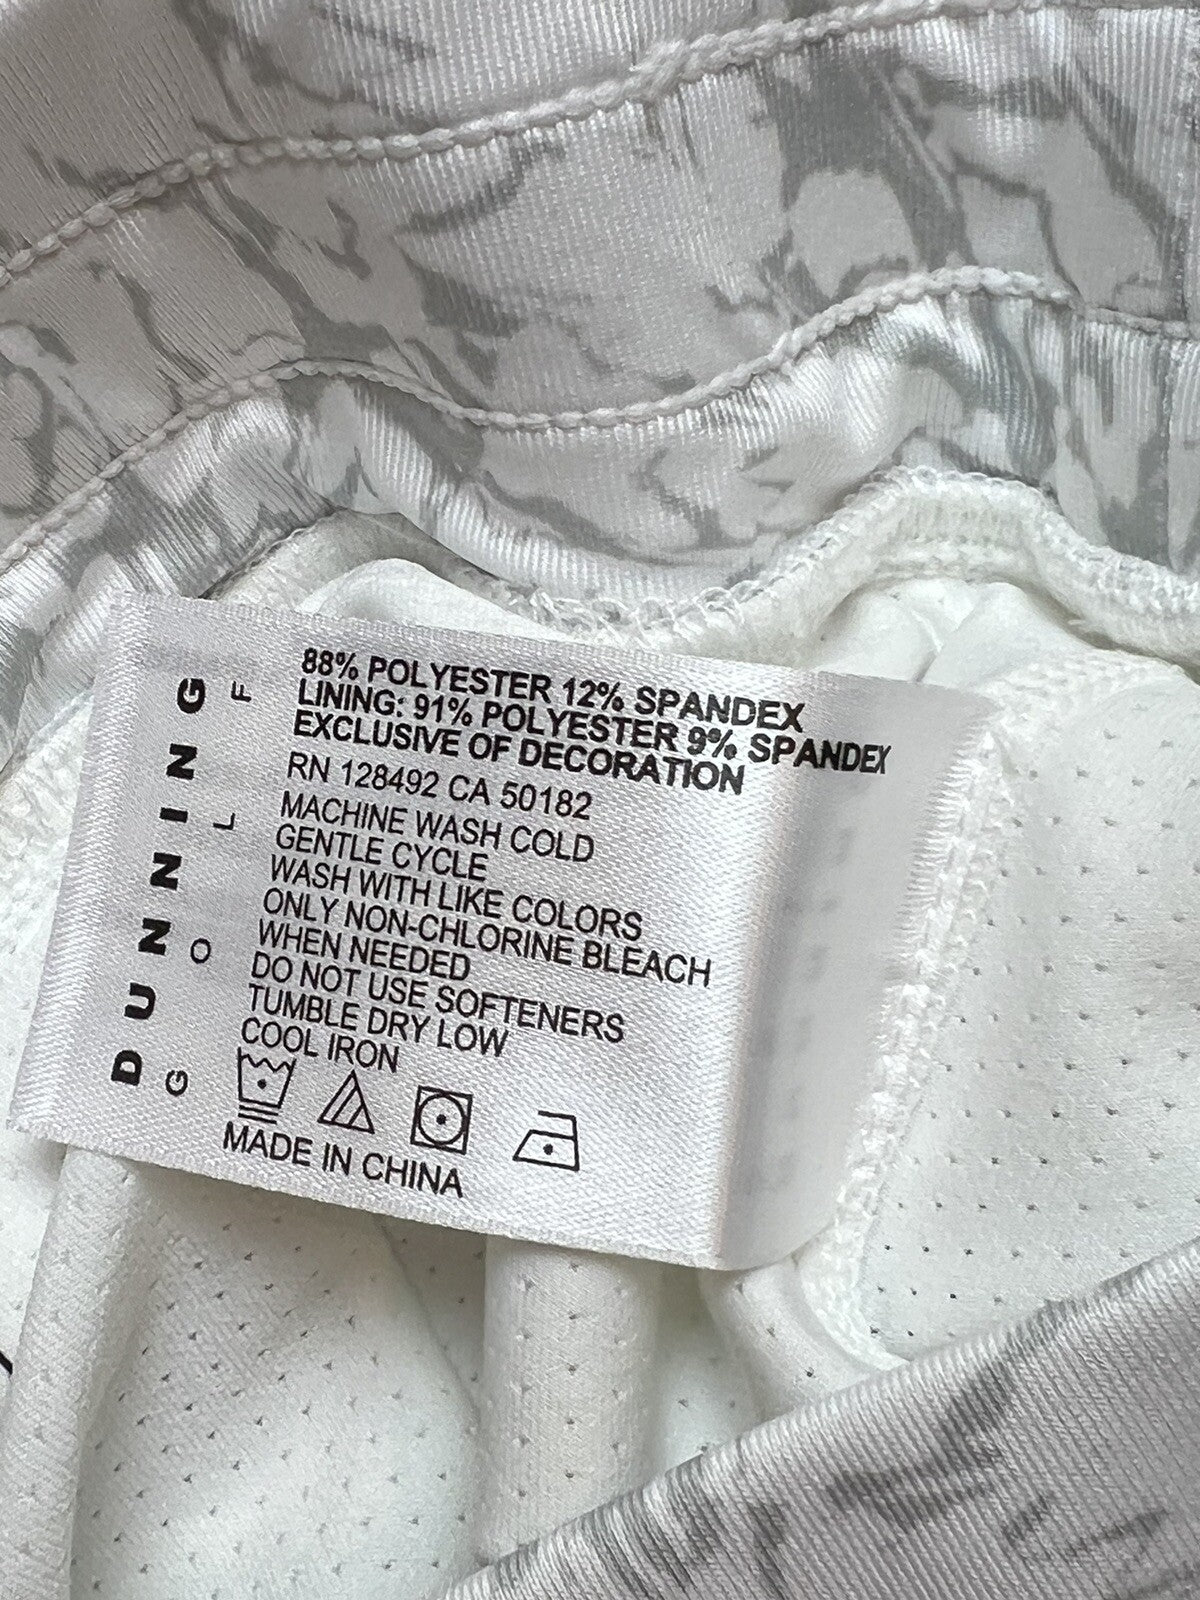 DUNNING
GOLF
88% POLYESTER 12% SPANDEX
LINING: 91% POLYESTER 9% SPANDEX
EXCLUSIVE OF DECORATION
RN 128492 CA 50182
MACHINE WASH COLD
GENTLE CYCLE
WASH WITH LIKE COLORS
ONLY NON-CHLORINE BLEACH
WHEN NEEDED
DO NOT USE SOFTENERS
TUMBLE DRY LOW
COOL IRON
MADE IN CHINA